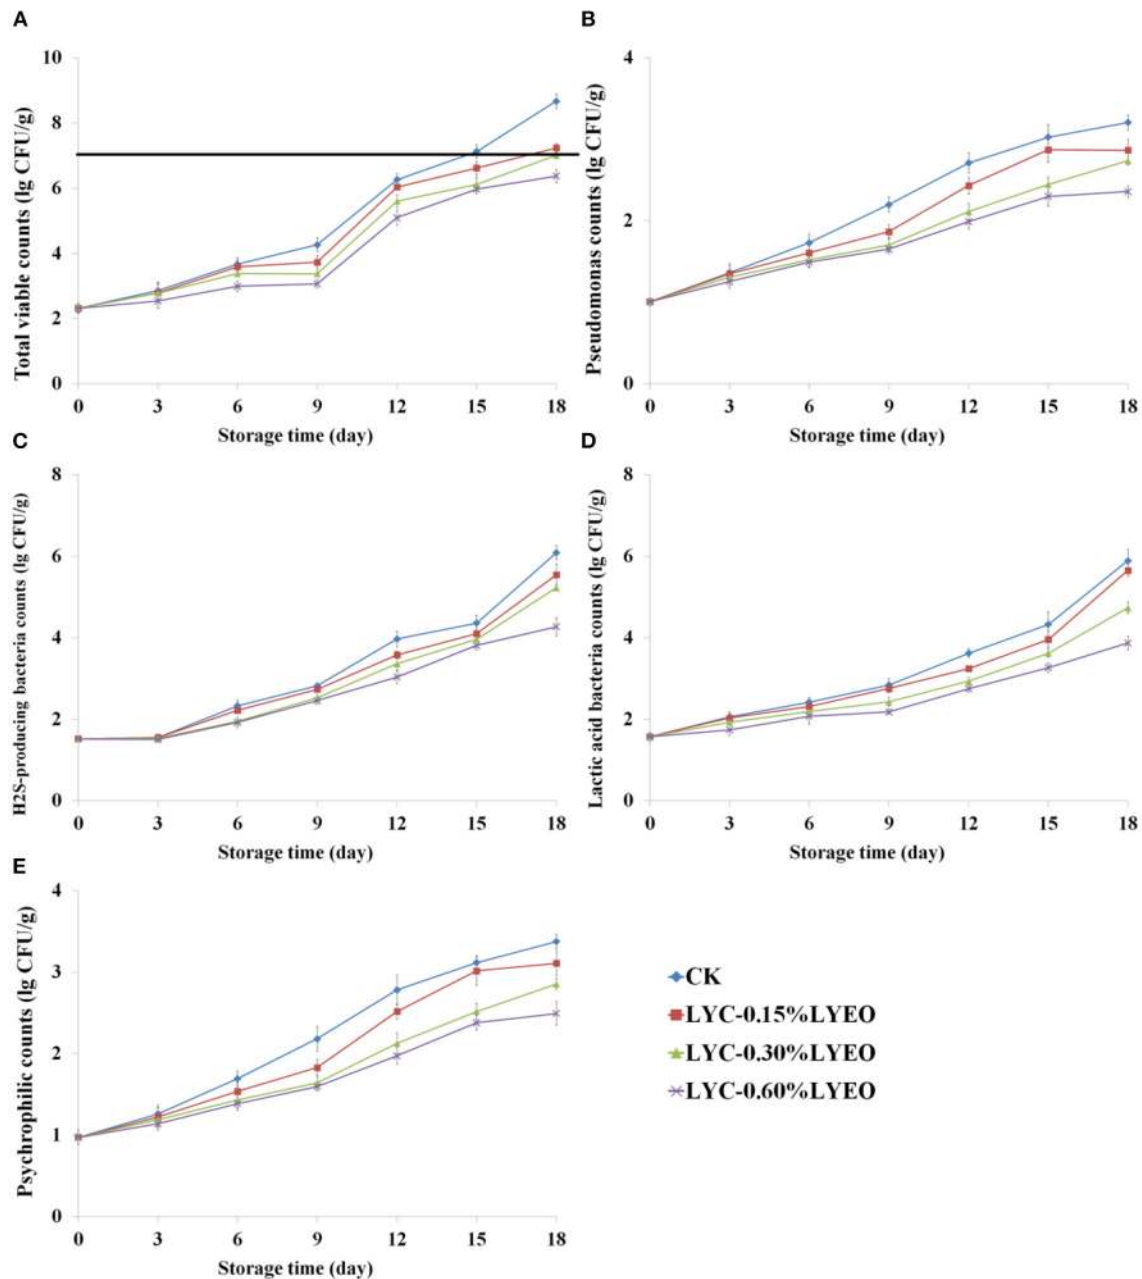 A
Total viable counts (lg CFU/g)
10
8
6
4
2
0
0 3 6 9 12 15 18
Storage time (day)
B
Pseudomonas counts (lg CFU/g)
4
2
0
0 3 6 9 12 15 18
Storage time (day)
C
H2S-producing bacteria counts (lg CFU/g)
8
6
4
2
0
0 3 6 9 12 15 18
Storage time (day)
D
Lactic acid bacteria counts (lg CFU/g)
8
6
4
2
0
0 3 6 9 12 15 18
Storage time (day)
E
Psychrophilic counts (lg CFU/g)
4
3
2
1
0
0 3 6 9 12 15 18
Storage time (day)
CK
LYC-0.15%LYEO
LYC-0.30%LYEO
LYC-0.60%LYEO